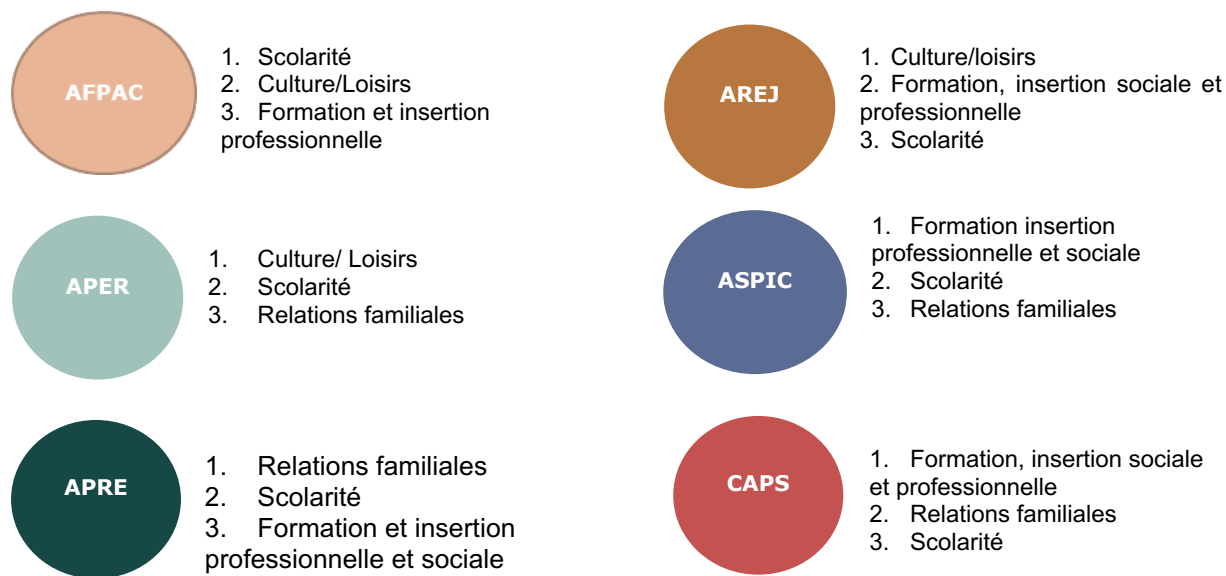 AFPAC
1. Scolarité
2. Culture/Loisirs
3. Formation et insertion
professionnelle
AREJ
1. Culture/loisirs
2. Formation, insertion sociale et
professionnelle
3. Scolarité
APER
1. Culture/ Loisirs
2. Scolarité
3. Relations familiales
ASPIC
1. Formation insertion
professionnelle et sociale
2. Scolarité
3. Relations familiales
APRE
1. Relations familiales
2. Scolarité
3. Formation et insertion
professionnelle et sociale
CAPS
1. Formation, insertion sociale
et professionnelle
2. Relations familiales
3. Scolarité